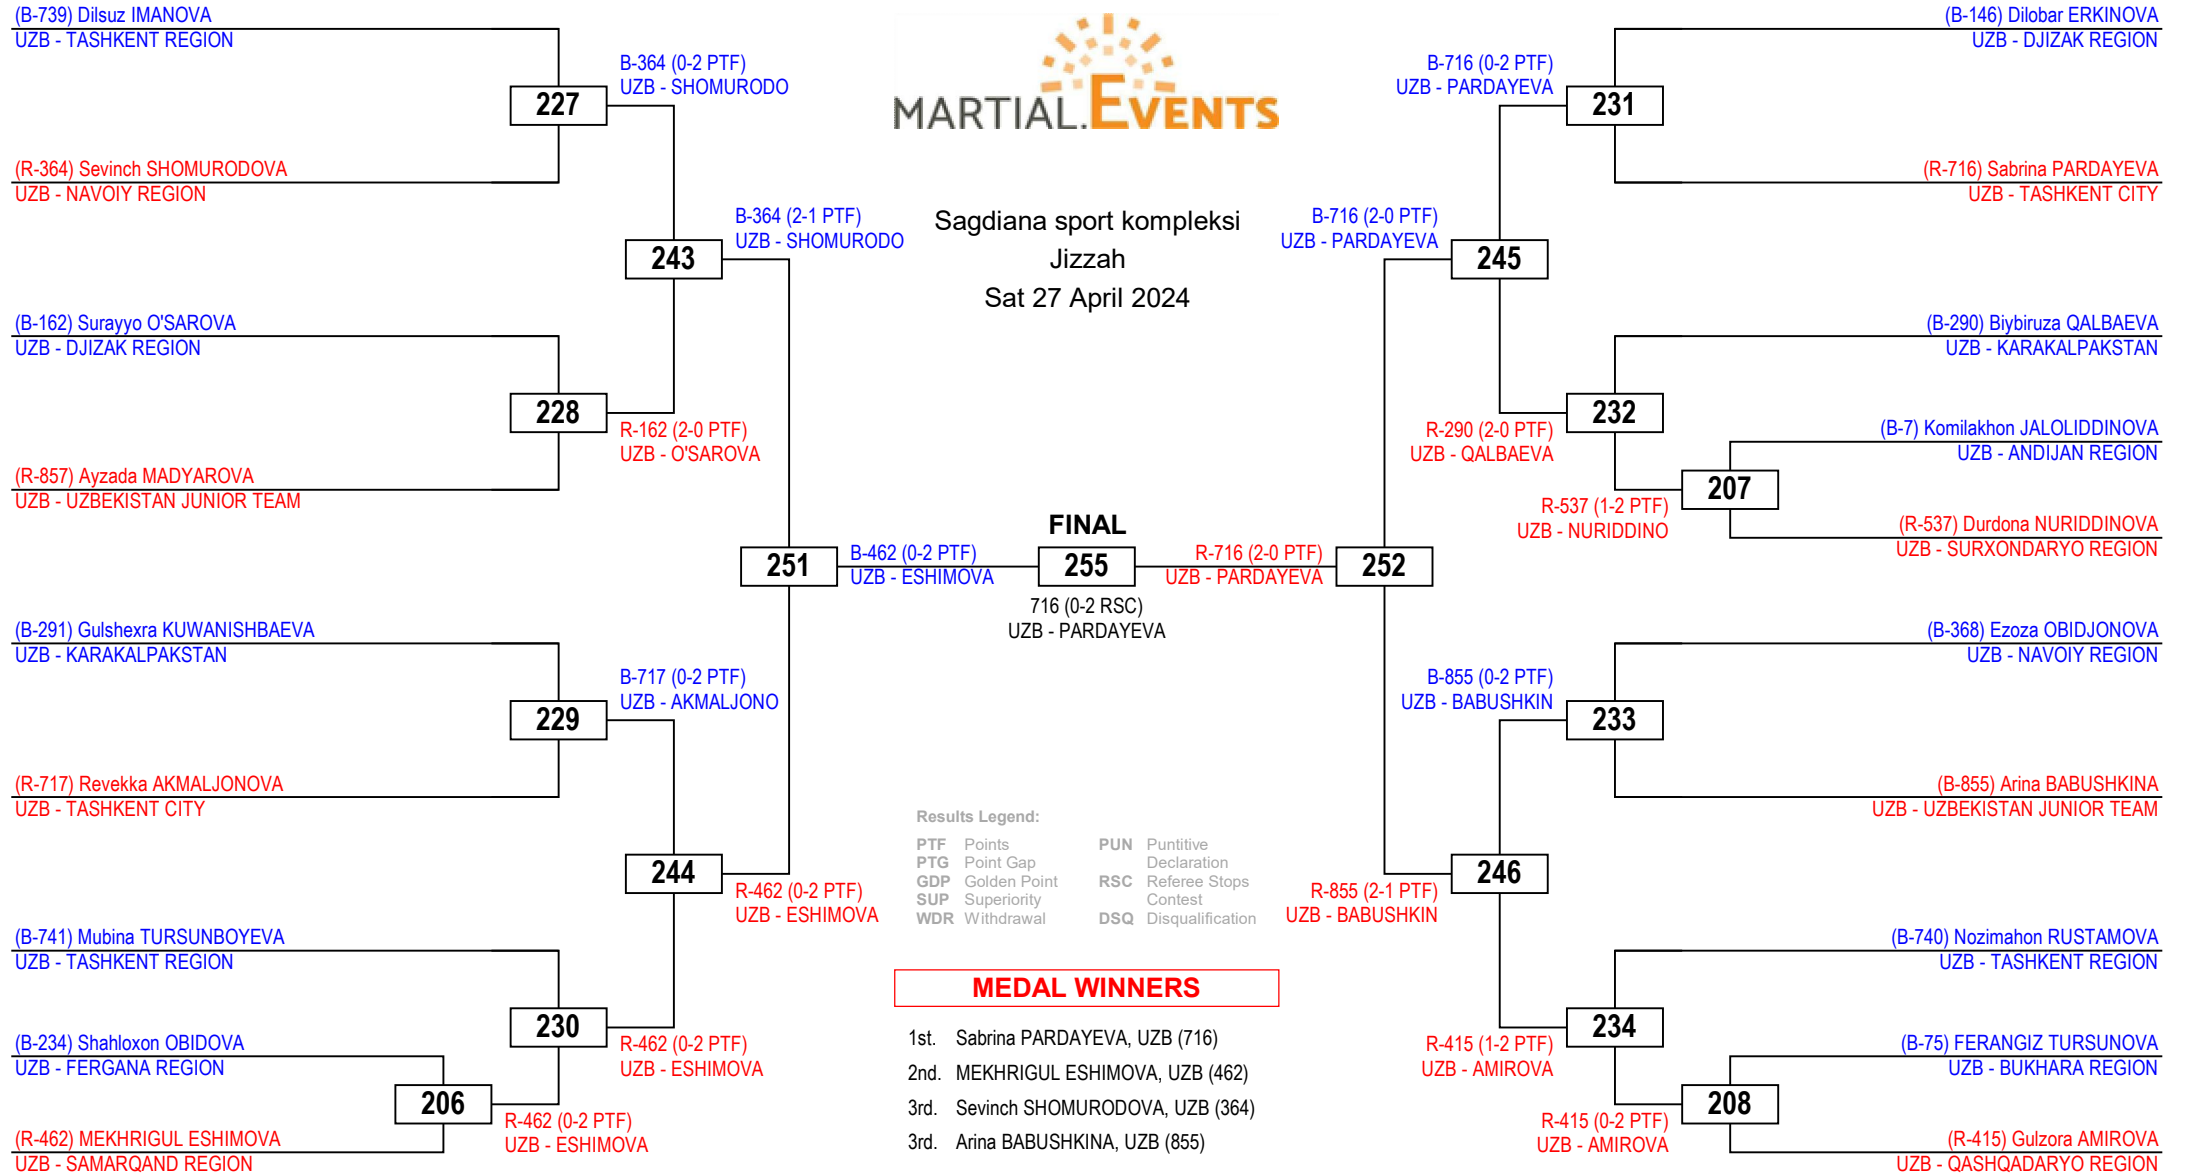 (B-739) Dilsuz IMANOVA
UZB - TASHKENT REGION
227
B-364 (0-2 PTF)
UZB - SHOMURODO
(R-364) Sevinch SHOMURODOVA
UZB - NAVOIY REGION
243
B-364 (2-1 PTF)
UZB - SHOMURODO
(B-162) Surayyo O'SAROVA
UZB - DJIZAK REGION
228
R-162 (2-0 PTF)
UZB - O'SAROVA
(R-857) Ayzada MADYAROVA
UZB - UZBEKISTAN JUNIOR TEAM
251
B-462 (0-2 PTF)
UZB - ESHIMOVA
(B-291) Gulshexra KUWANISHBAEVA
UZB - KARAKALPAKSTAN
229
B-717 (0-2 PTF)
UZB - AKMALJONO
(R-717) Revekka AKMALJONOVA
UZB - TASHKENT CITY
244
R-462 (0-2 PTF)
UZB - ESHIMOVA
(B-741) Mubina TURSUNBOYEVA
UZB - TASHKENT REGION
230
R-462 (0-2 PTF)
UZB - ESHIMOVA
(B-234) Shahloxon OBIDOVA
UZB - FERGANA REGION
206
R-462 (0-2 PTF)
UZB - ESHIMOVA
(R-462) MEKHRIGUL ESHIMOVA
UZB - SAMARQAND REGION
MARTIAL.EVENTS
Sagdiana sport kompleksi
Jizzah
Sat 27 April 2024
FINAL
255
716 (0-2 RSC)
UZB - PARDAYEVA
Results Legend:
PTF Points
PTG Point Gap
GDP Golden Point
SUP Superiority
WDR Withdrawal
PUN Puntitive
Declaration
RSC Referee Stops
Contest
DSQ Disqualification
MEDAL WINNERS
1st. Sabrina PARDAYEVA, UZB (716)
2nd. MEKHRIGUL ESHIMOVA, UZB (462)
3rd. Sevinch SHOMURODOVA, UZB (364)
3rd. Arina BABUSHKINA, UZB (855)
(B-146) Dilobar ERKINOVA
UZB - DJIZAK REGION
B-716 (0-2 PTF)
UZB - PARDAYEVA
231
(R-716) Sabrina PARDAYEVA
UZB - TASHKENT CITY
B-716 (2-0 PTF)
UZB - PARDAYEVA
245
(B-290) Biybiruza QALBAEVA
UZB - KARAKALPAKSTAN
232
R-290 (2-0 PTF)
UZB - QALBAEVA
(B-7) Komilakhon JALOLIDDINOVA
UZB - ANDIJAN REGION
207
R-537 (1-2 PTF)
UZB - NURIDDINO
(R-537) Durdona NURIDDINOVA
UZB - SURXONDARYO REGION
R-716 (2-0 PTF)
UZB - PARDAYEVA
252
(B-368) Ezoza OBIDJONOVA
UZB - NAVOIY REGION
B-855 (0-2 PTF)
UZB - BABUSHKIN
233
(B-855) Arina BABUSHKINA
UZB - UZBEKISTAN JUNIOR TEAM
246
R-855 (2-1 PTF)
UZB - BABUSHKIN
(B-740) Nozimahon RUSTAMOVA
UZB - TASHKENT REGION
234
R-415 (1-2 PTF)
UZB - AMIROVA
(B-75) FERANGIZ TURSUNOVA
UZB - BUKHARA REGION
208
R-415 (0-2 PTF)
UZB - AMIROVA
(R-415) Gulzora AMIROVA
UZB - QASHQADARYO REGION